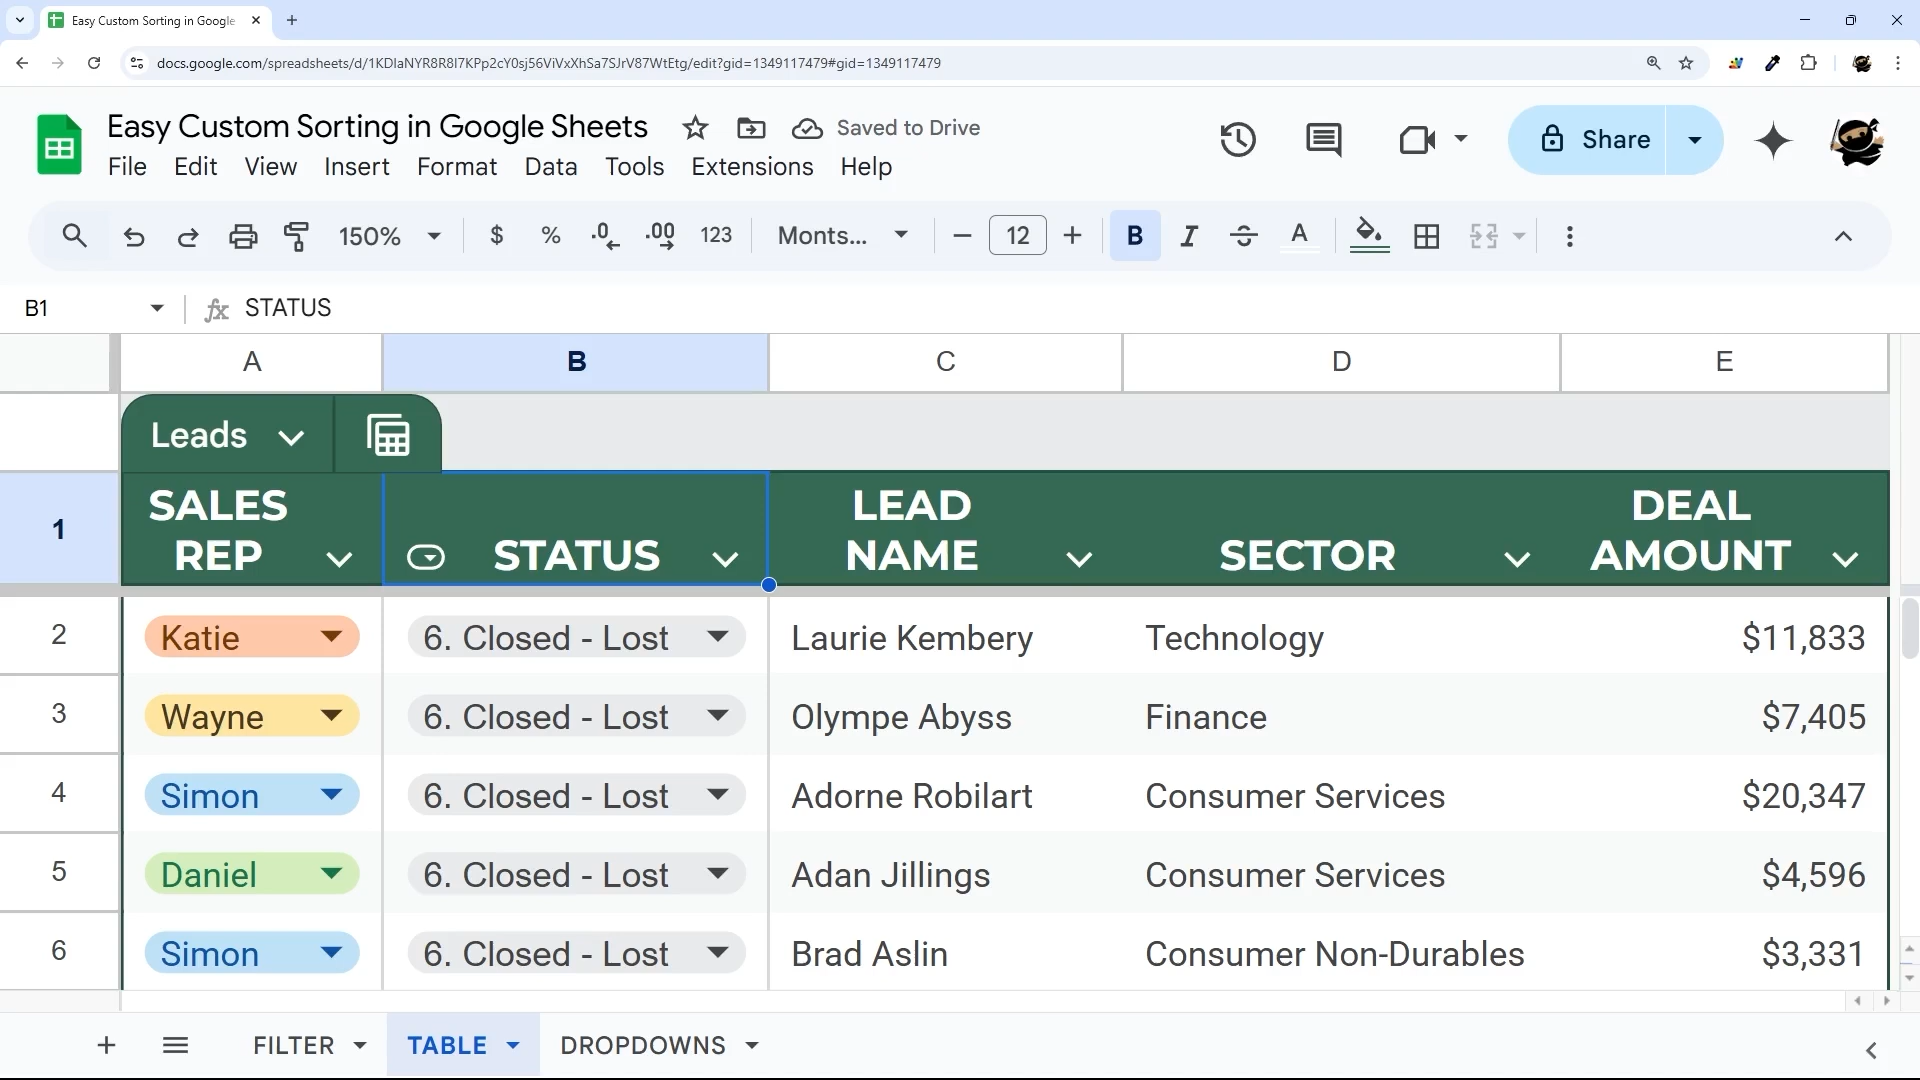 Easy Custom Sorting in Google
docs.google.com/spreadsheets/d/1KDIaNYR8R8I7KPp2cY0sj56ViVxXhSa7SJrV87WtEtg/edit?gid=1349117479#gid=1349117479
Easy Custom Sorting in Google Sheets
Saved to Drive
File Edit View Insert Format Data Tools Extensions Help
Share
150% $ % .0 .00 123 Monts... 12 B I S A
B1 fx STATUS
A B C D E
Leads
1 SALES REP STATUS LEAD NAME SECTOR DEAL AMOUNT
2 Katie 6. Closed - Lost Laurie Kembery Technology $11,833
3 Wayne 6. Closed - Lost Olympe Abyss Finance $7,405
4 Simon 6. Closed - Lost Adorne Robilart Consumer Services $20,347
5 Daniel 6. Closed - Lost Adan Jillings Consumer Services $4,596
6 Simon 6. Closed - Lost Brad Aslin Consumer Non-Durables $3,331
FILTER TABLE DROPDOWNS